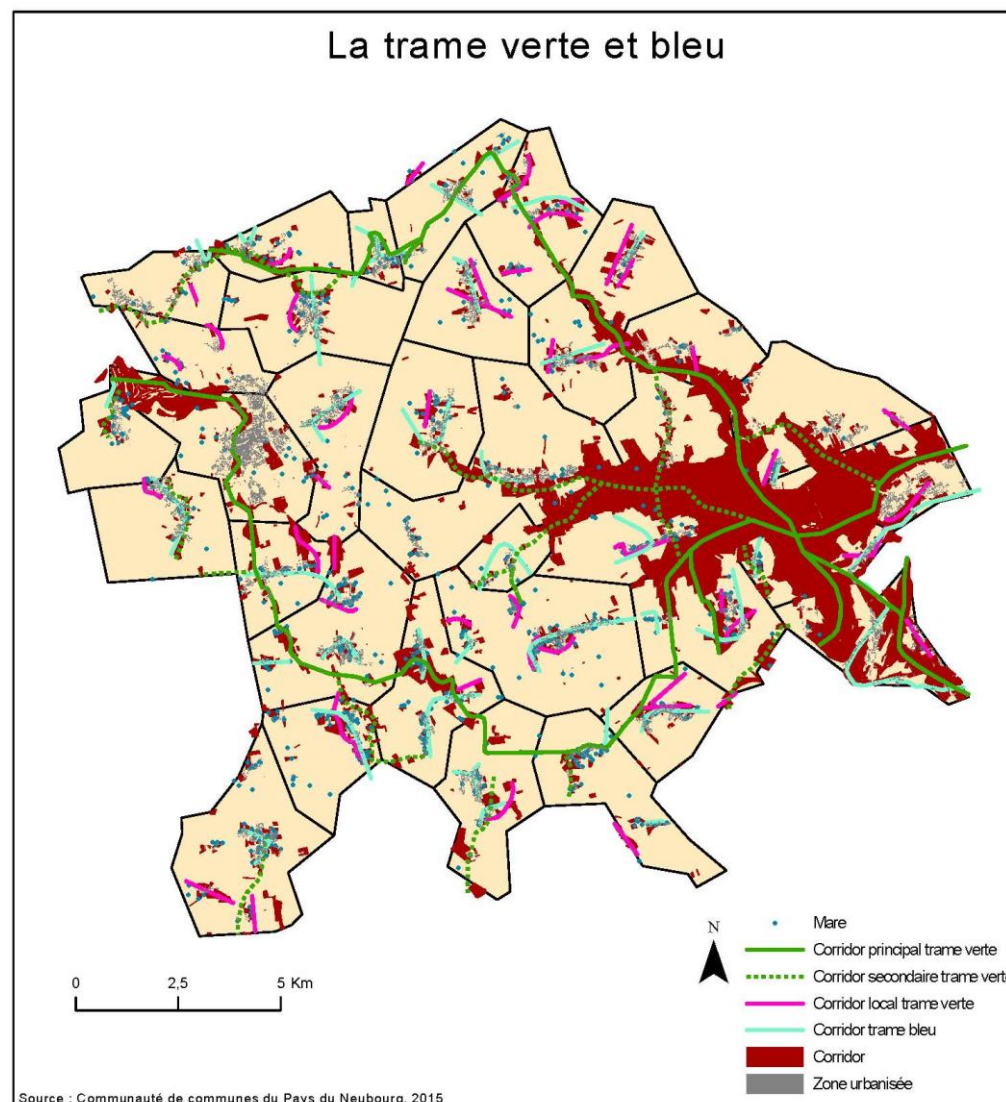 La trame verte et bleu
N
0 2,5 5 Km
Mare
Corridor principal trame verte
Corridor secondaire trame verte
Corridor local trame verte
Corridor trame bleu
Corridor
Zone urbanisée
Source : Communauté de communes du Pays du Neubourg, 2015